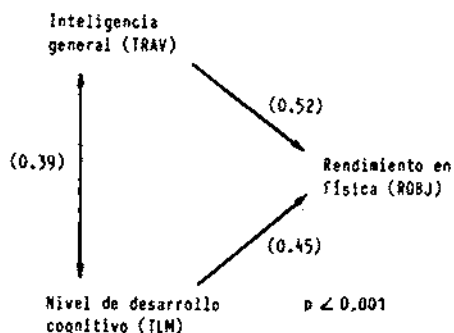 Inteligencia
general (TRAV)
(0.52)
(0.39)
Rendimiento en
física (ROBJ)
(0.45)
Nivel de desarrollo
cognitivo (TLM)
p < 0,001